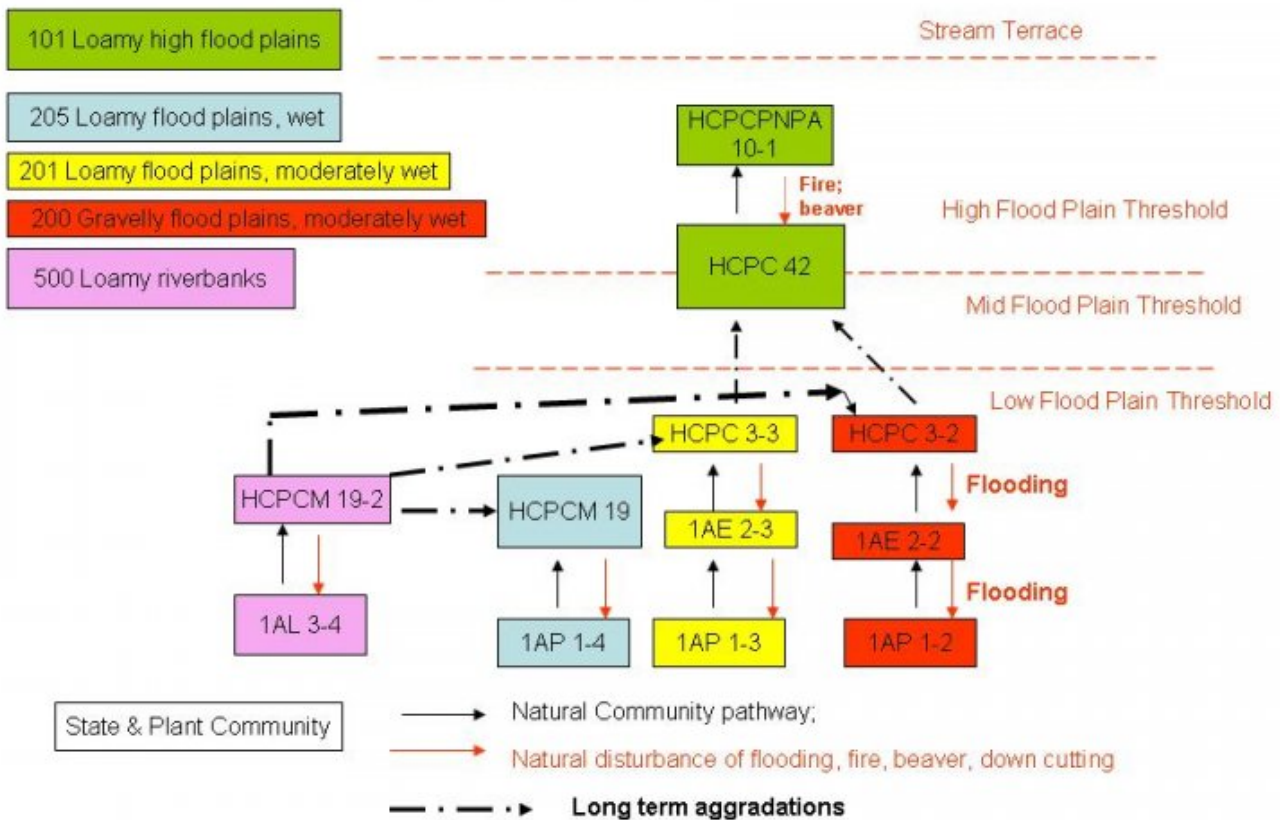 101 Loamy high flood plains
205 Loamy flood plains, wet
201 Loamy flood plains, moderately wet
200 Gravelly flood plains, moderately wet
500 Loamy riverbanks
Stream Terrace
HCPCPNPA
10-1
Fire;
beaver
High Flood Plain Threshold
HCPC 42
Mid Flood Plain Threshold
Low Flood Plain Threshold
HCPC 3-3
HCPC 3-2
HCPCM 19-2
HCPCM 19
Flooding
1AE 2-3
1AE 2-2
Flooding
1AL 3-4
1AP 1-4
1AP 1-3
1AP 1-2
State & Plant Community
Natural Community pathway;
Natural disturbance of flooding, fire, beaver, down cutting
Long term aggradations